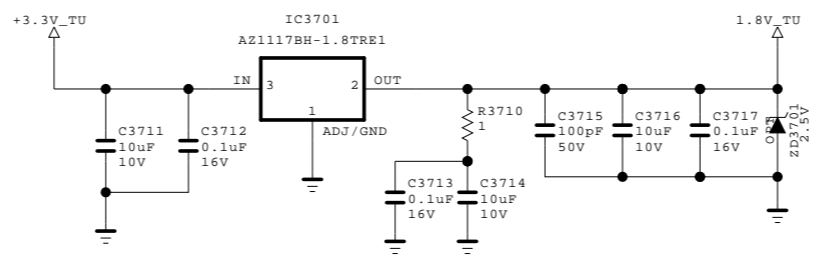 +3.3V_TU
IC3701
AZ1117BH-1.8TRE1
1.8V_TU
IN
3
2
OUT
1
ADJ/GND
C3711
10uF
10V
C3712
0.1uF
16V
R3710
1
C3713
0.1uF
16V
C3714
10uF
10V
C3715
100pF
50V
C3716
10uF
10V
C3717
0.1uF
16V
OPT
ZD3701
2.5V